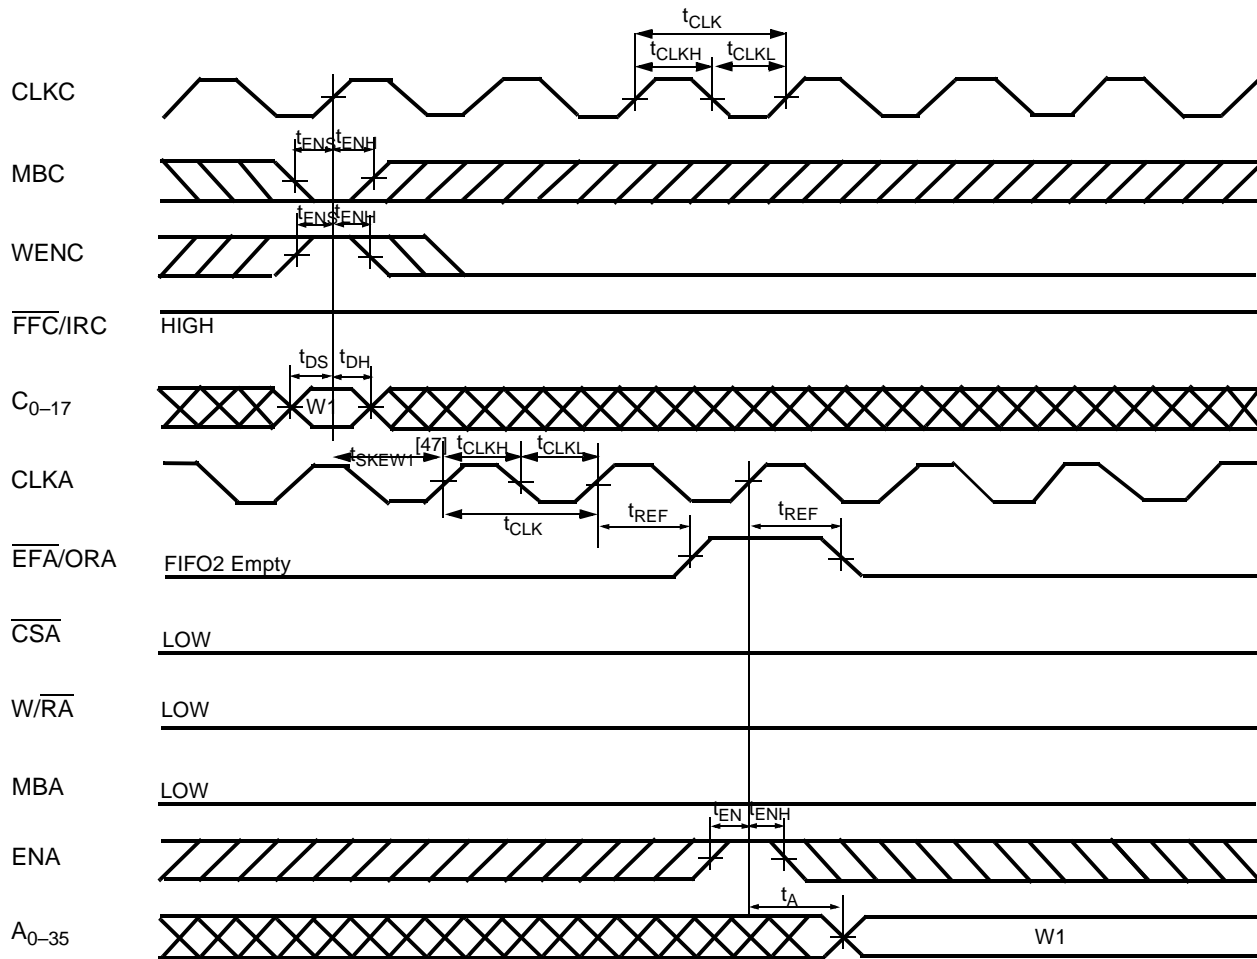 tCLK
tCLKH tCLKL
CLKC
tENS tENH
MBC
tENS tENH
WENC
FFC/IRC HIGH
tDS tDH
C0–17 W1
tSKEW1 [47] tCLKH tCLKL
CLKA
tCLK tREF tREF
EFA/ORA FIFO2 Empty
CSA LOW
W/RA LOW
MBA LOW
tEN tENH
ENA
tA
A0–35 W1